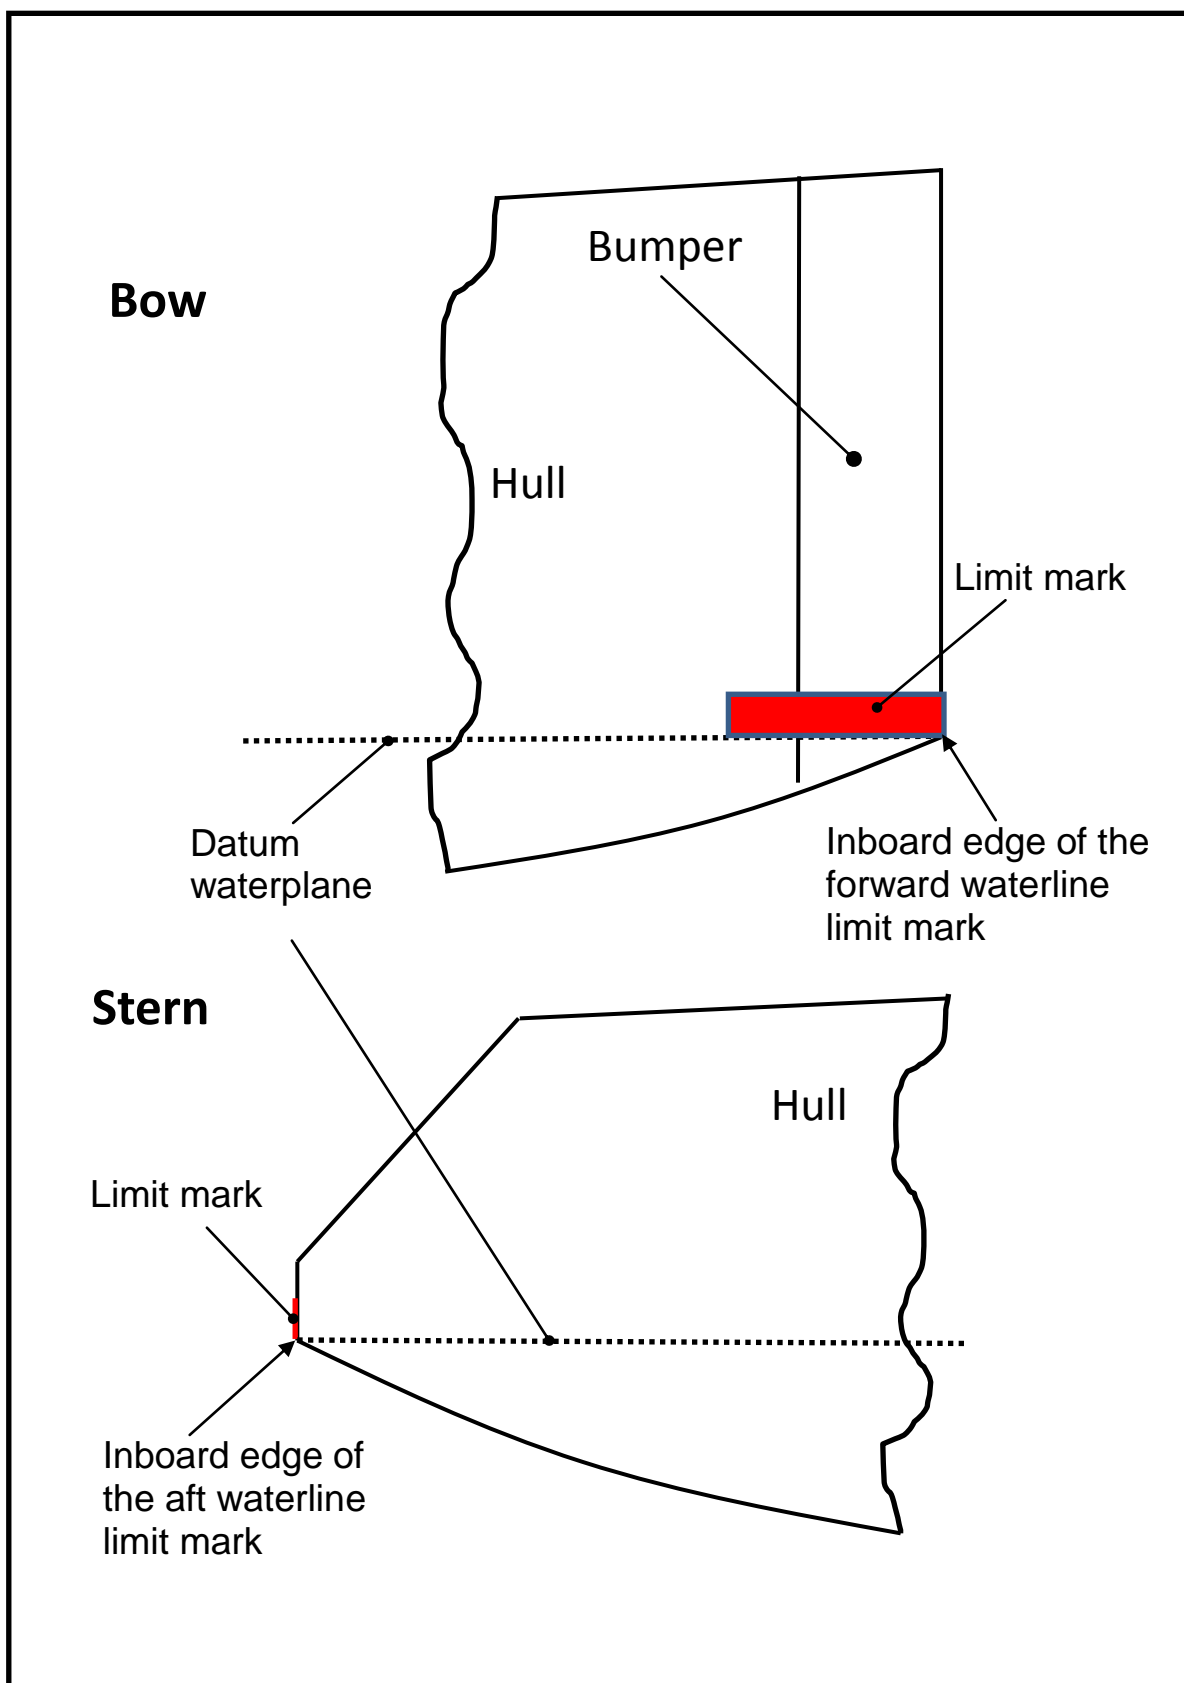 Bumper
Bow
Hull
Limit mark
Datum
waterplane
Inboard edge of the
forward waterline
limit mark
Stern
Hull
Limit mark
Inboard edge of
the aft waterline
limit mark